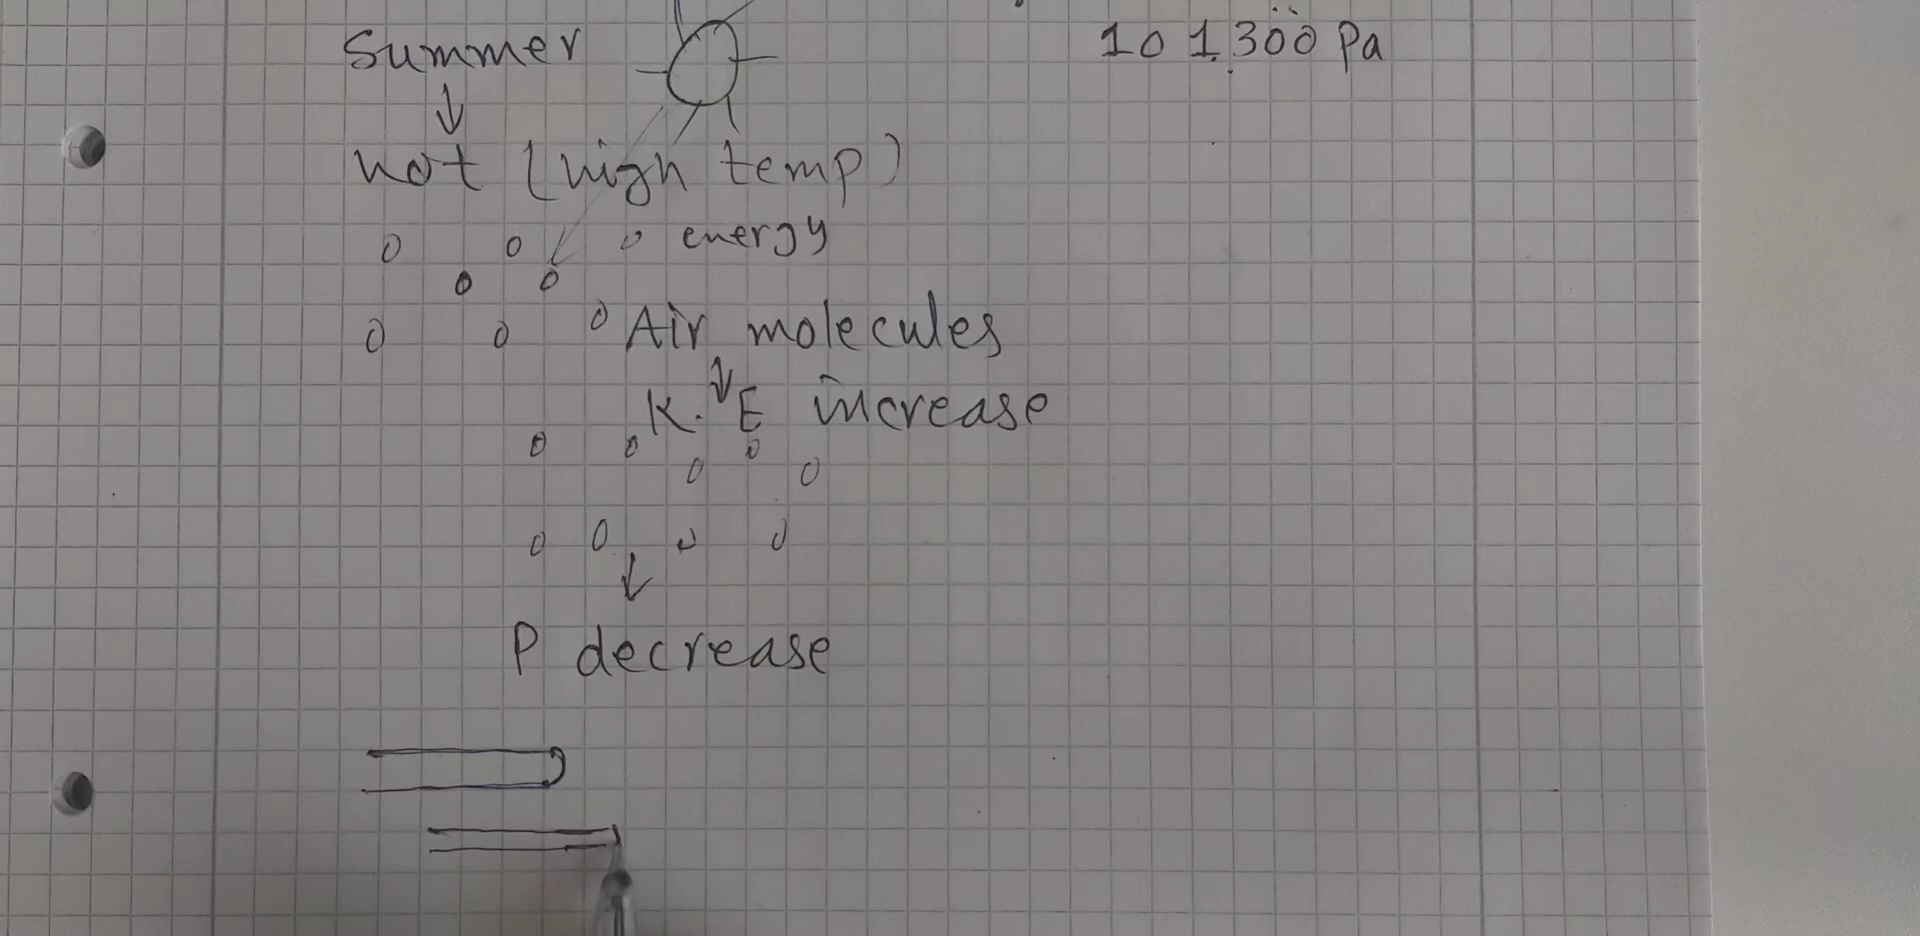 Summer
101300 Pa
hot (high temp)
energy
Air molecules
K.E increase
P decrease